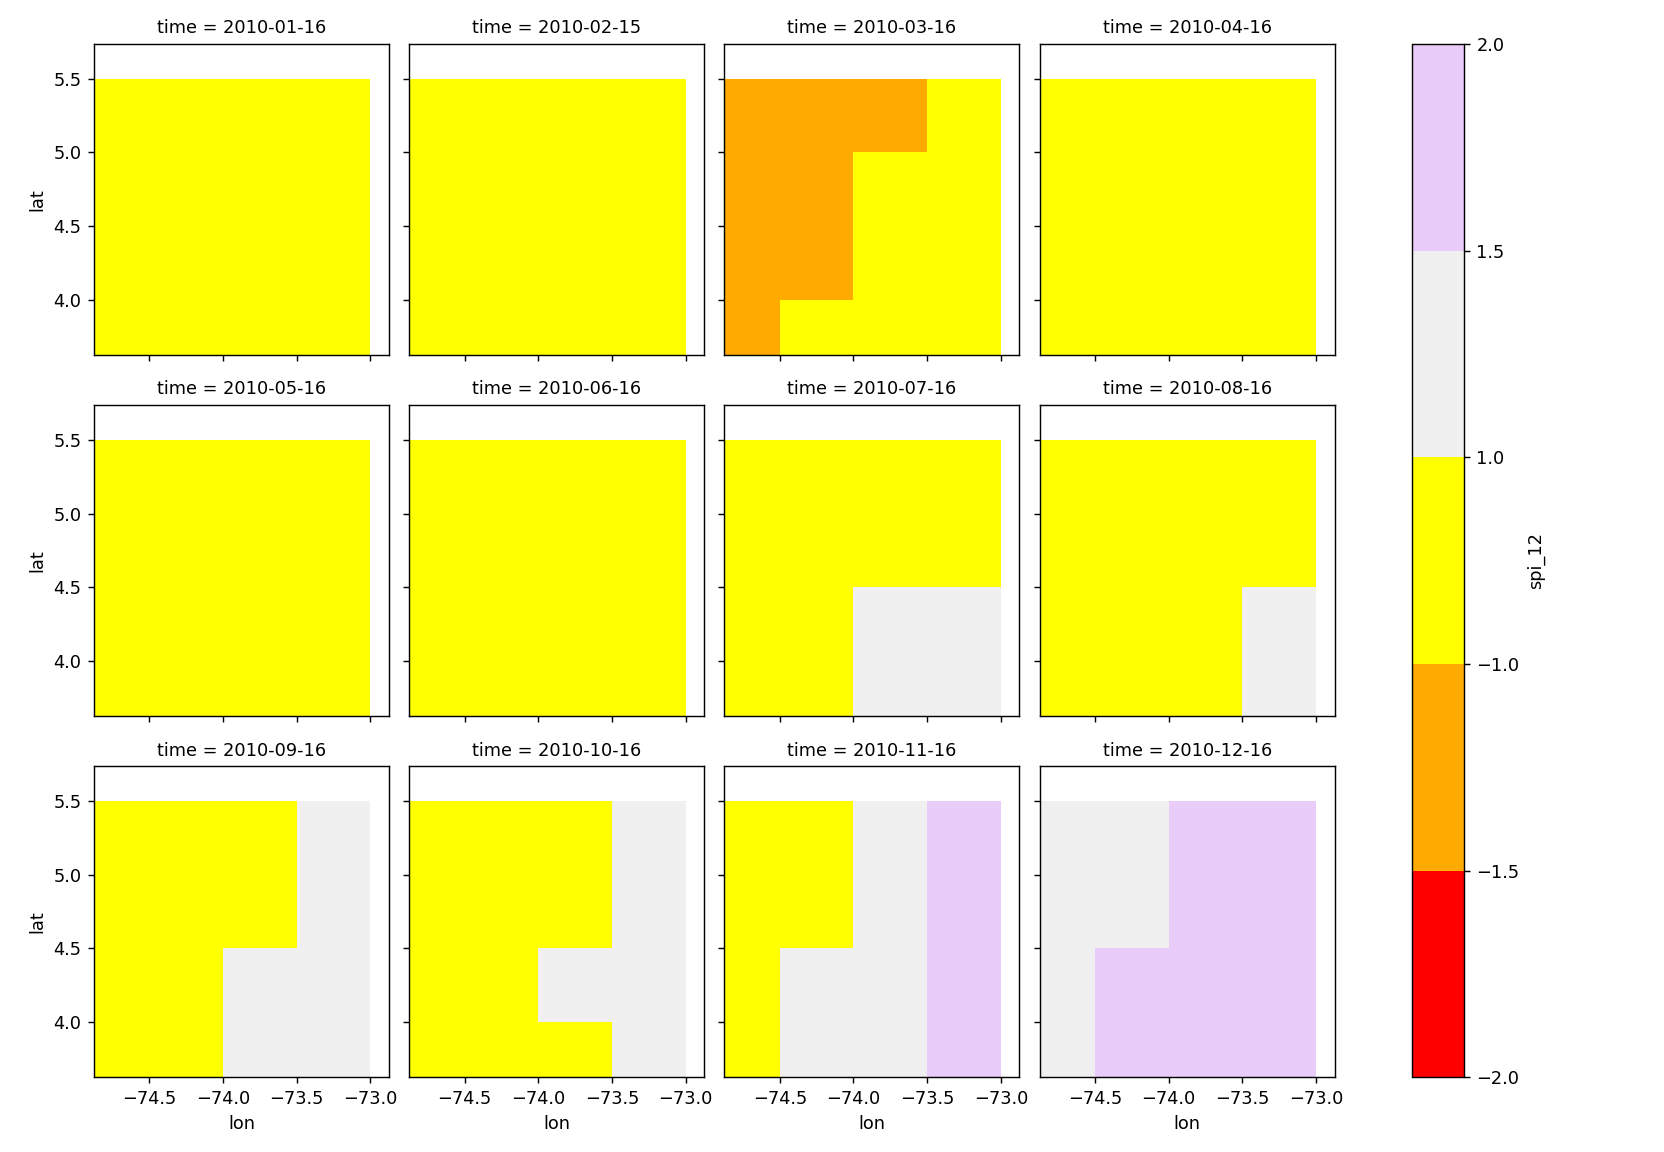 time = 2010-01-16
time = 2010-02-15
time = 2010-03-16
time = 2010-04-16
5.5
5.0
4.5
4.0
lat
time = 2010-05-16
time = 2010-06-16
time = 2010-07-16
time = 2010-08-16
5.5
5.0
4.5
4.0
lat
time = 2010-09-16
time = 2010-10-16
time = 2010-11-16
time = 2010-12-16
5.5
5.0
4.5
4.0
lat
−74.5 −74.0 −73.5 −73.0
lon
−74.5 −74.0 −73.5 −73.0
lon
−74.5 −74.0 −73.5 −73.0
lon
−74.5 −74.0 −73.5 −73.0
lon
2.0
1.5
1.0
−1.0
−1.5
−2.0
spi_12